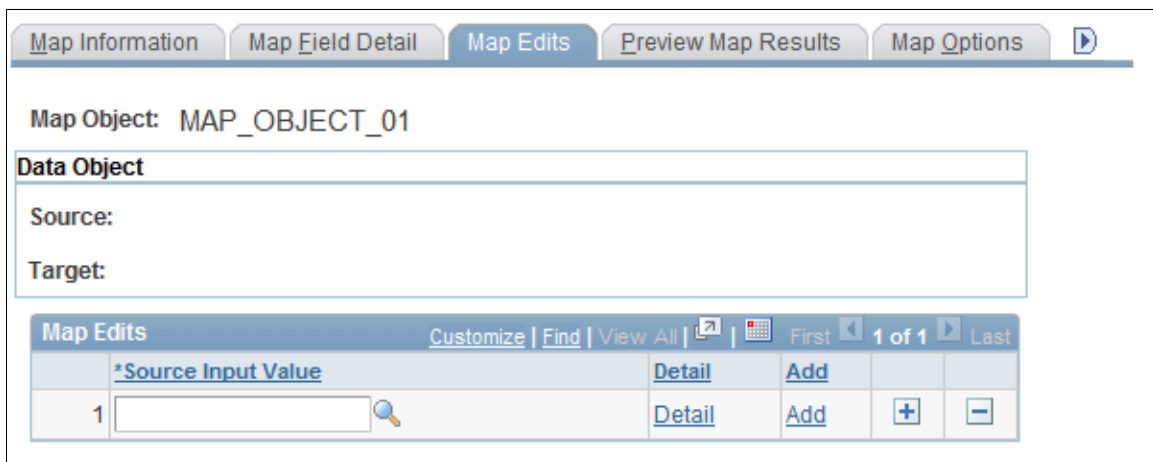 Map Information Map Field Detail Map Edits Preview Map Results Map Options
Map Object: MAP_OBJECT_01
Data Object
Source:
Target:
Map Edits Customize | Find | View All | | First 1 of 1 Last
*Source Input Value Detail Add
1 Detail Add